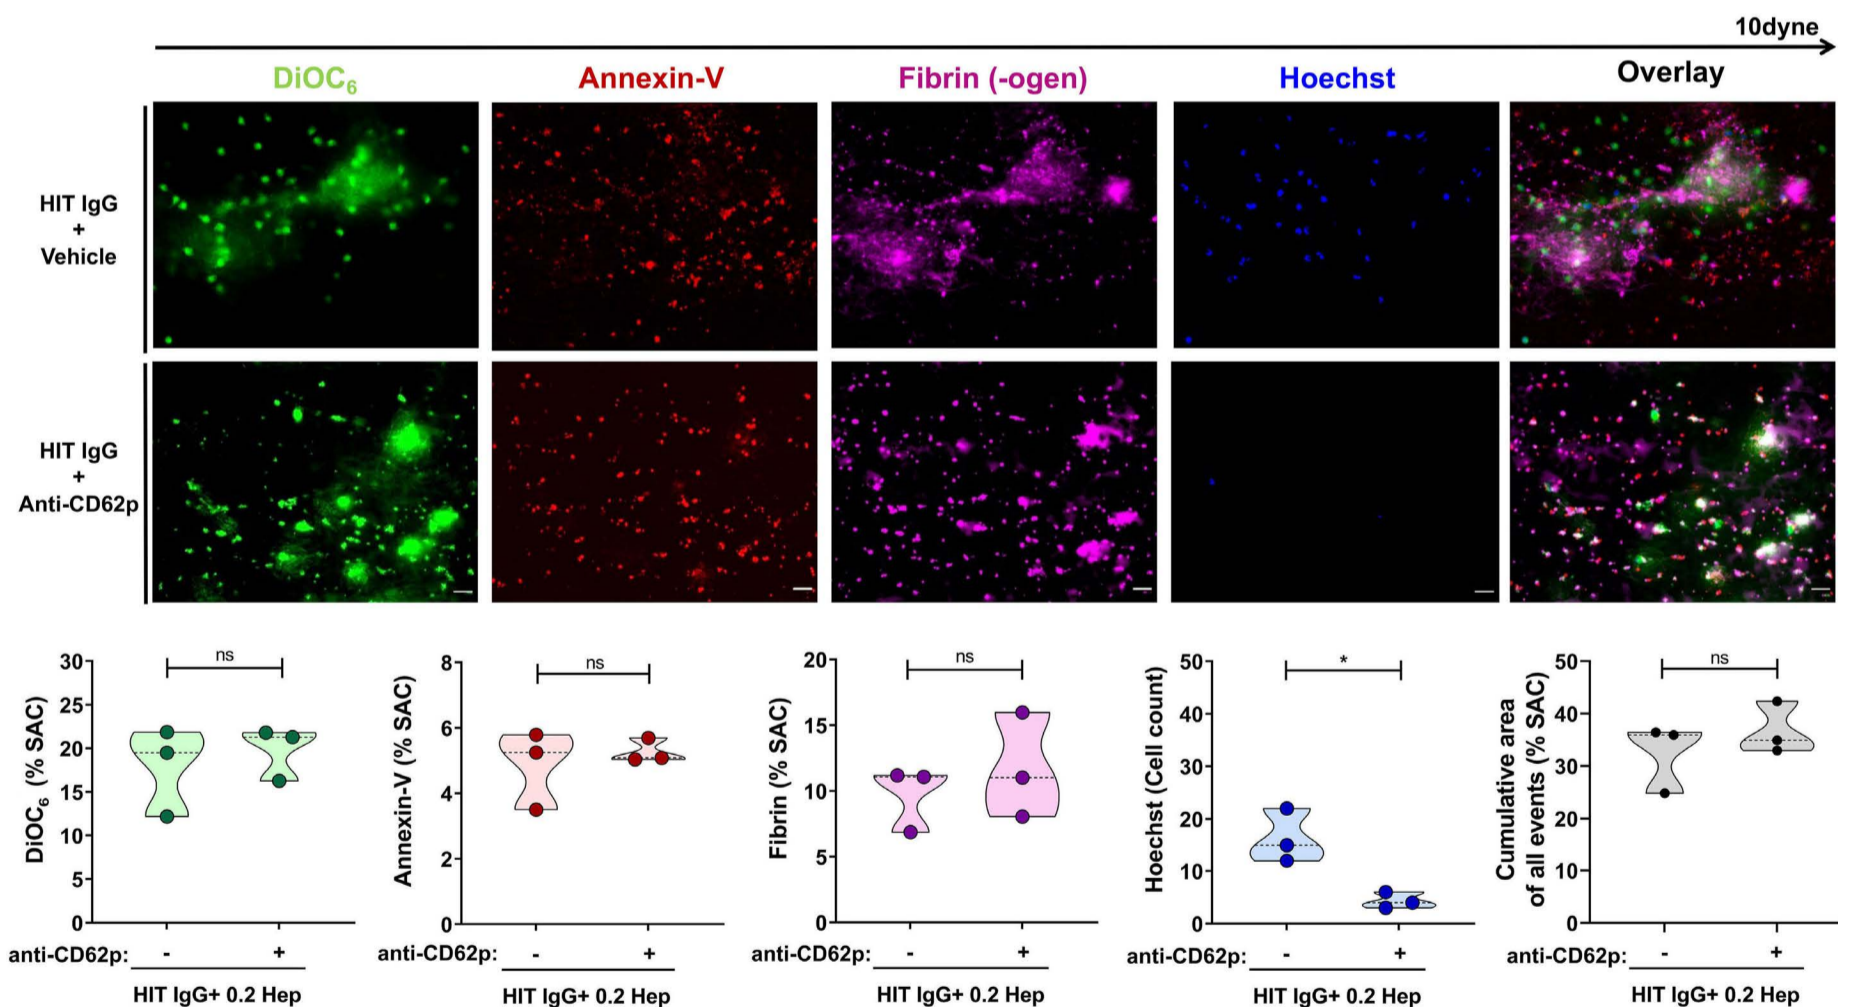 10dyne
DiOC6
Annexin-V
Fibrin (-ogen)
Hoechst
Overlay
HIT IgG
+
Vehicle
HIT IgG
+
Anti-CD62p
DiOC6 (% SAC)
30
25
20
15
10
5
0
ns
anti-CD62p: - +
HIT IgG+ 0.2 Hep
Annexin-V (% SAC)
8
6
4
2
0
ns
anti-CD62p: - +
HIT IgG+ 0.2 Hep
Fibrin (% SAC)
20
15
10
5
0
ns
anti-CD62p: - +
HIT IgG+ 0.2 Hep
Hoechst (Cell count)
50
40
30
20
10
0
*
anti-CD62p: - +
HIT IgG+ 0.2 Hep
Cumulative area
of all events (% SAC)
50
40
30
20
10
0
ns
anti-CD62p: - +
HIT IgG+ 0.2 Hep